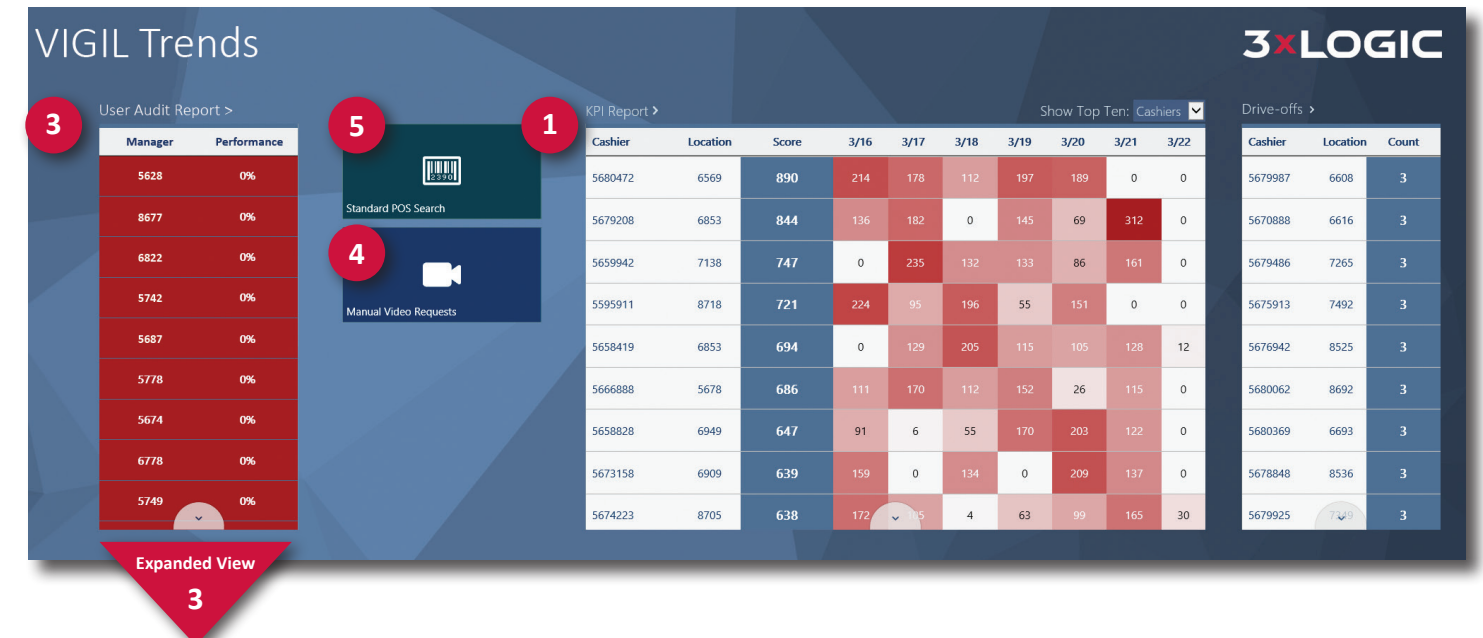 VIGIL Trends
3xLOGIC
3
User Audit Report >
Manager Performance
5628 0%
8677 0%
6822 0%
5742 0%
5687 0%
5778 0%
5674 0%
6778 0%
5749 0%
5
2390
Standard POS Search
4
Manual Video Requests
1
KPI Report >
Show Top Ten: Cashiers
Cashier Location Score 3/16 3/17 3/18 3/19 3/20 3/21 3/22
5680472 6569 890 214 178 112 197 189 0 0
5679208 6853 844 136 182 0 145 69 312 0
5659942 7138 747 0 235 132 133 86 161 0
5595911 8718 721 224 95 196 55 151 0 0
5658419 6853 694 0 129 205 115 105 128 12
5666888 5678 686 111 170 112 152 26 115 0
5658828 6949 647 91 6 55 170 203 122 0
5673158 6909 639 159 0 134 0 209 137 0
5674223 8705 638 172 4 63 99 165 30
Drive-offs >
Cashier Location Count
5679987 6608 3
5670888 6616 3
5679486 7265 3
5675913 7492 3
5676942 8525 3
5680062 8692 3
5680369 6693 3
5678848 8536 3
5679925 3
Expanded View
3